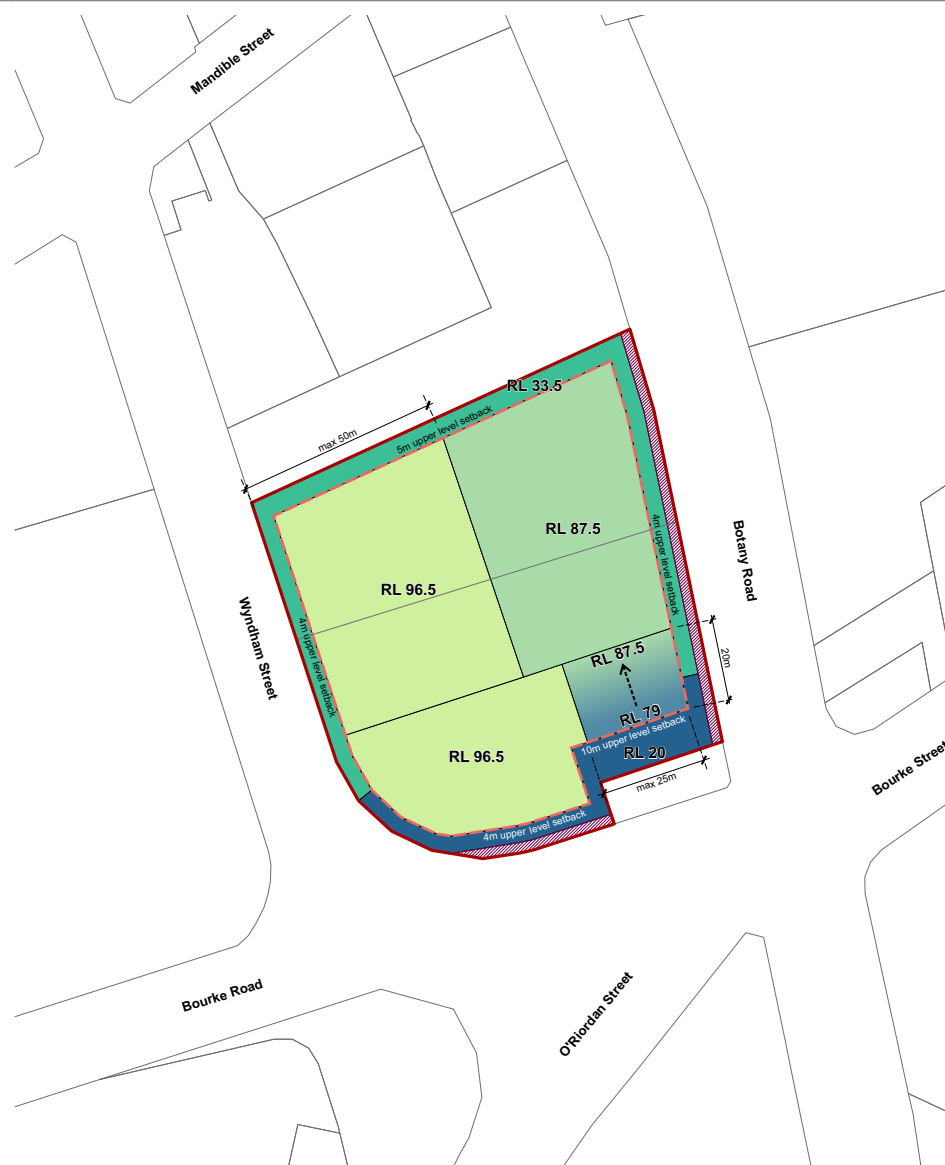 Mandible Street
RL 33.5
max 50m
5m upper level setback
RL 87.5
4m upper level setback
Botany Road
RL 96.5
Wyndham Street
4m upper level setback
RL 87.5
20m
RL 79
10m upper level setback
RL 20
RL 96.5
max 25m
Bourke Street
4m upper level setback
Bourke Road
O'Riordan Street